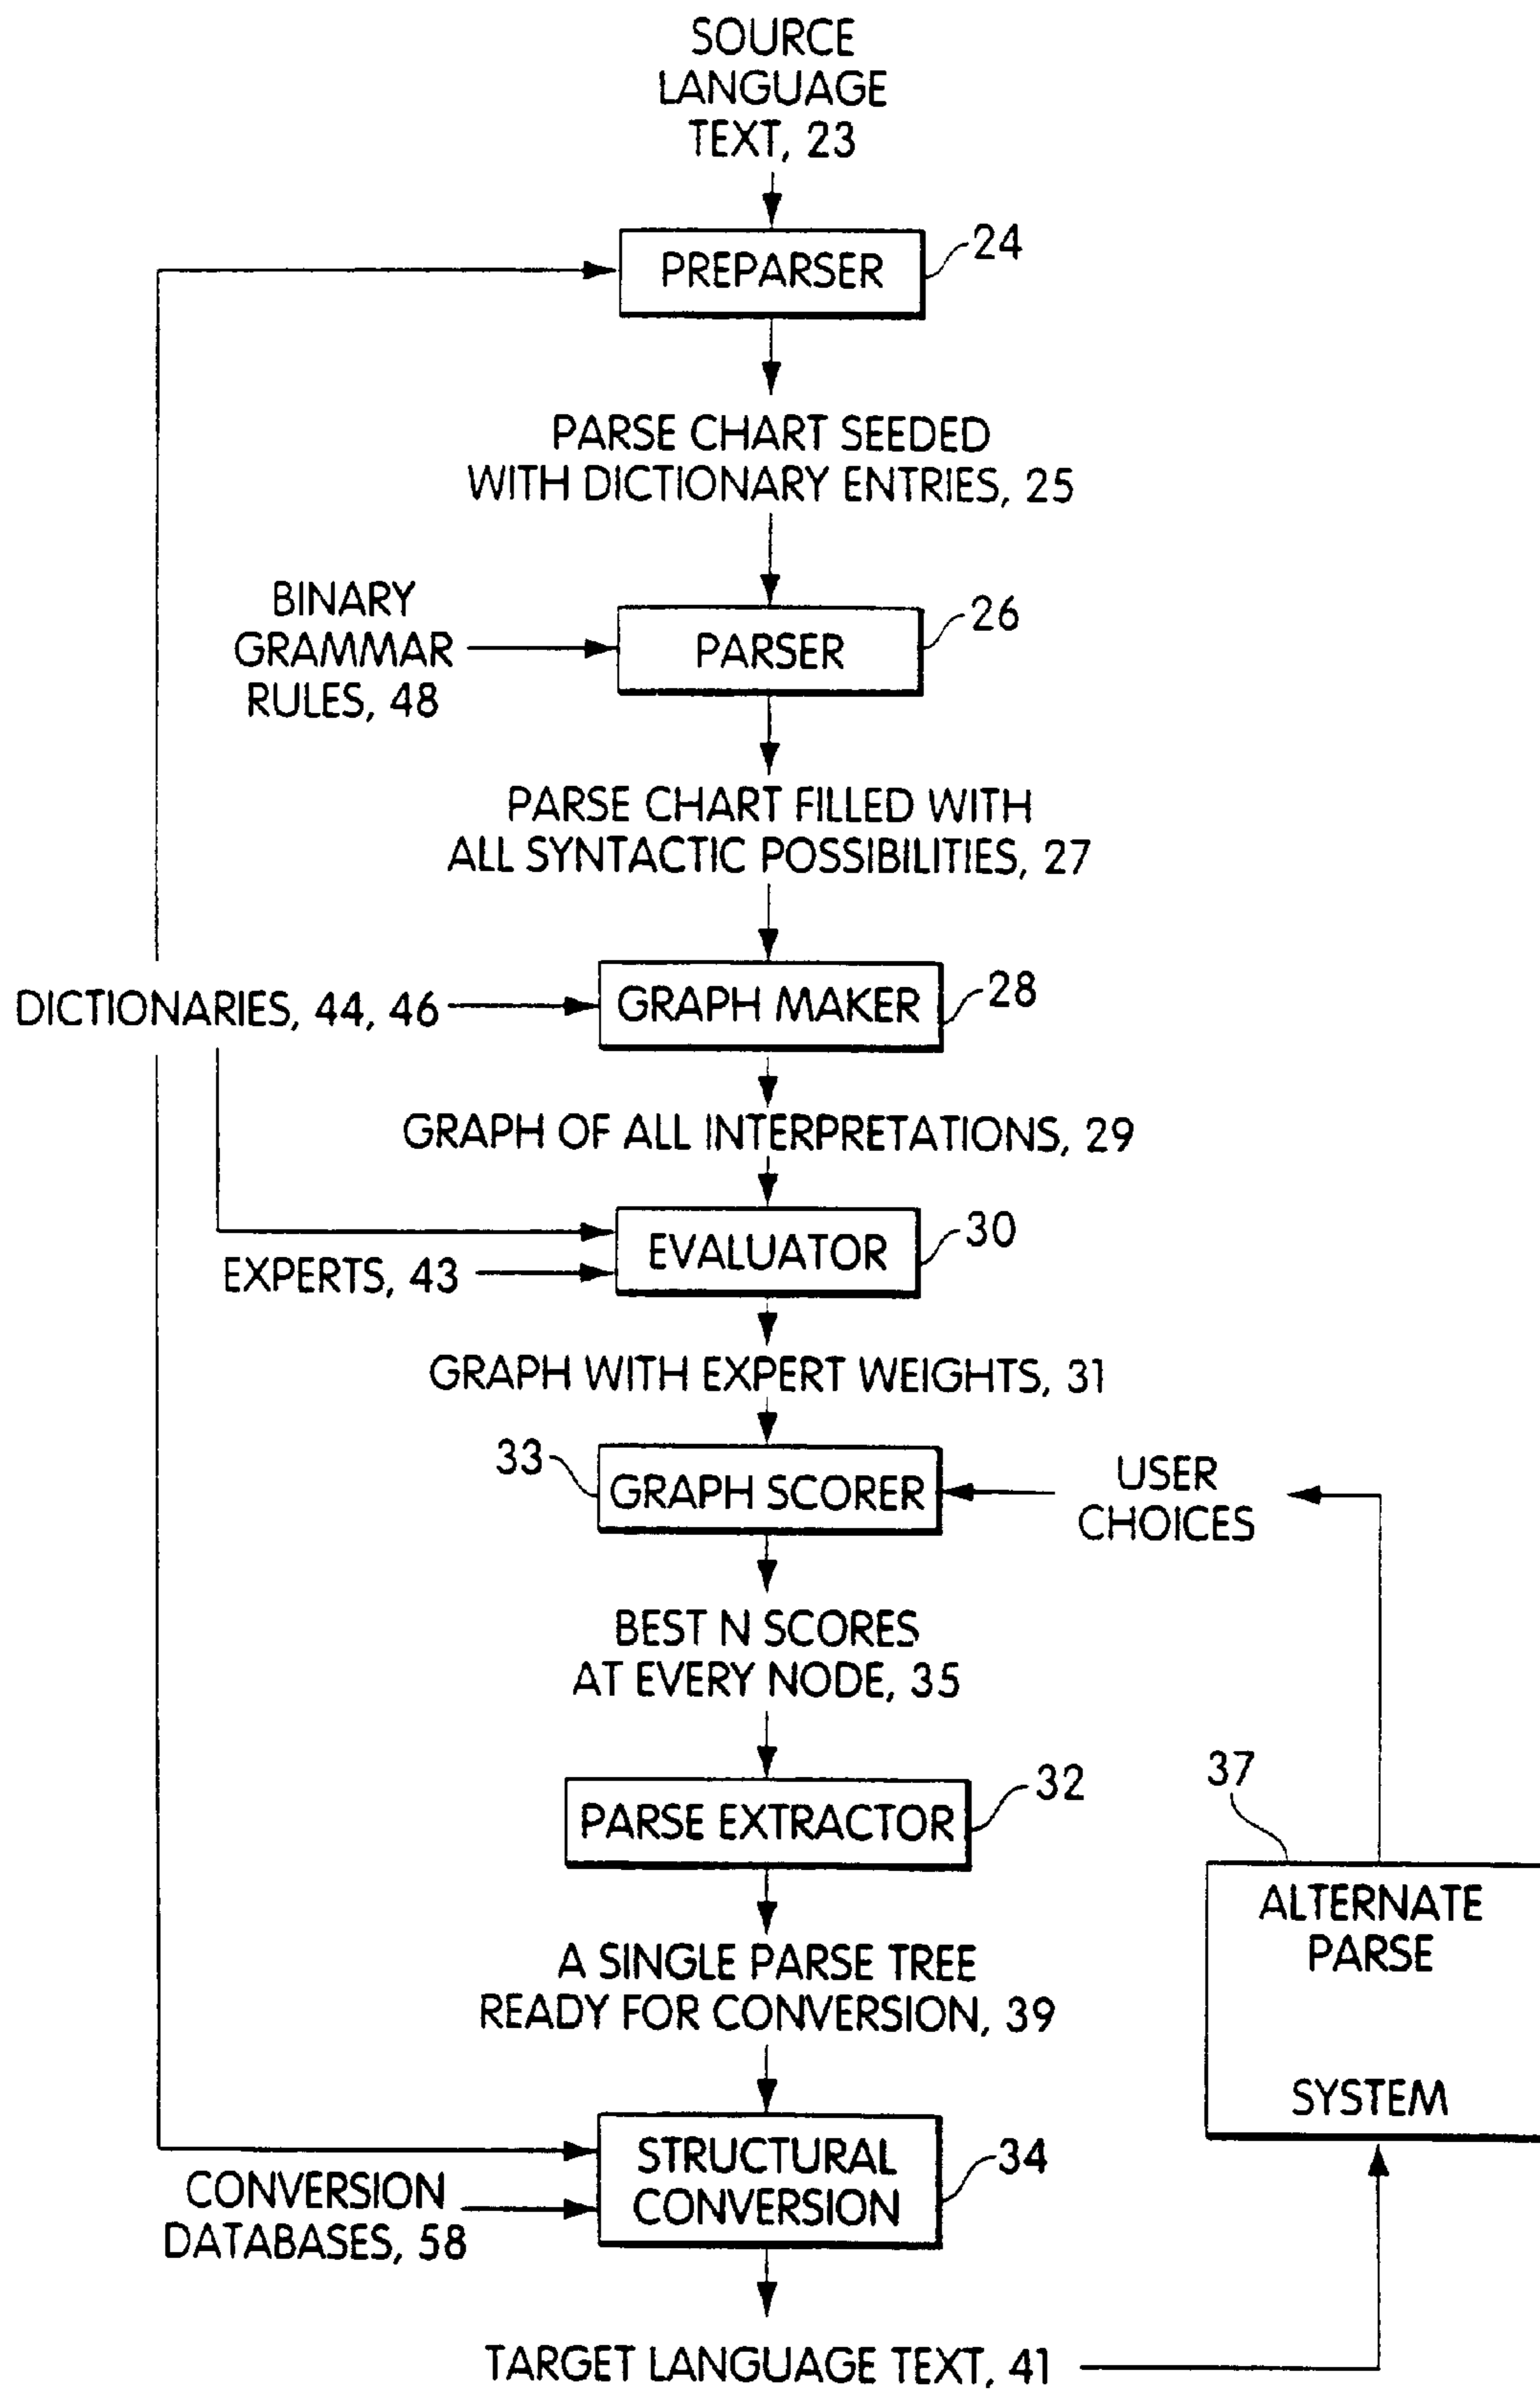 SOURCE
LANGUAGE
TEXT, 23
PREPARSER
24
PARSE CHART SEEDED
WITH DICTIONARY ENTRIES, 25
BINARY
GRAMMAR
RULES, 48
PARSER
26
PARSE CHART FILLED WITH
ALL SYNTACTIC POSSIBILITIES, 27
DICTIONARIES, 44, 46
GRAPH MAKER
28
GRAPH OF ALL INTERPRETATIONS, 29
EVALUATOR
30
EXPERTS, 43
GRAPH WITH EXPERT WEIGHTS, 31
33
GRAPH SCORER
USER
CHOICES
BEST N SCORES
AT EVERY NODE, 35
PARSE EXTRACTOR
32
37
ALTERNATE
PARSE
SYSTEM
A SINGLE PARSE TREE
READY FOR CONVERSION, 39
STRUCTURAL
CONVERSION
34
CONVERSION
DATABASES, 58
TARGET LANGUAGE TEXT, 41